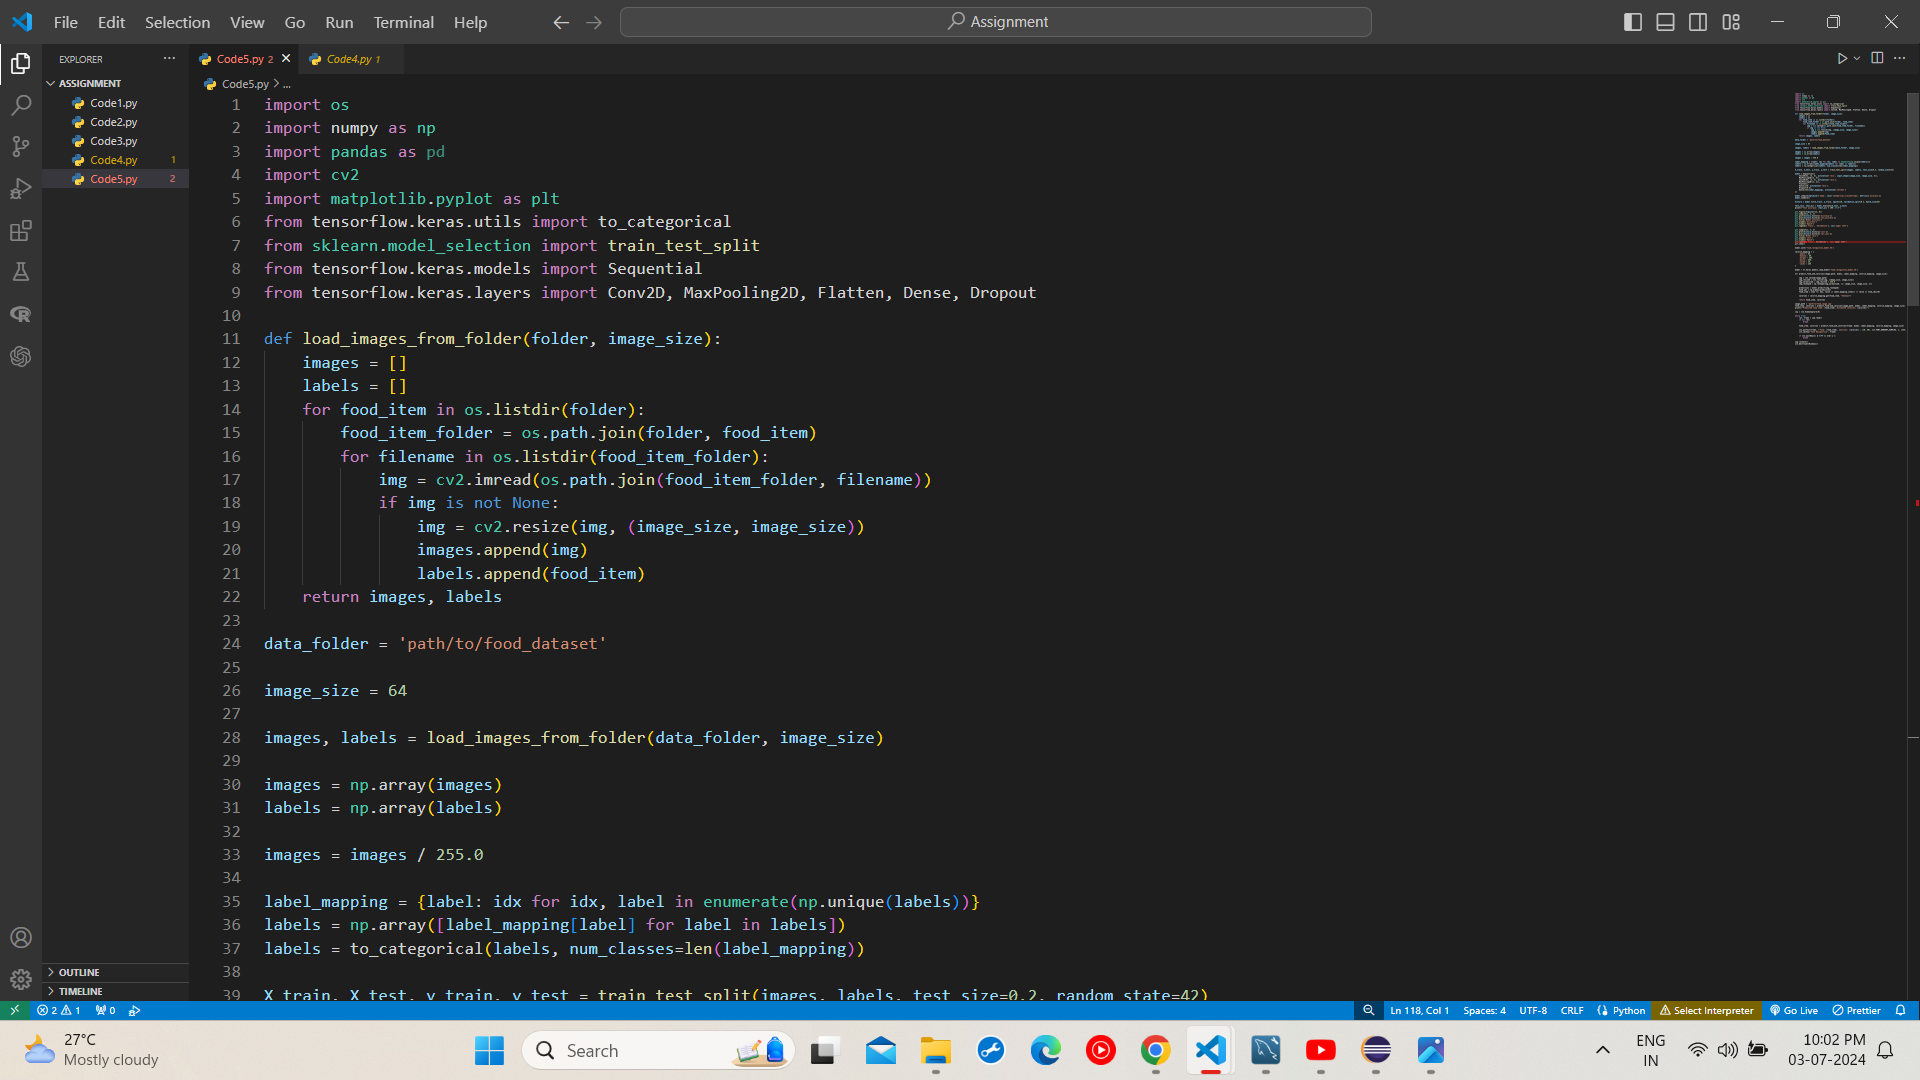 File Edit Selection View Go Run Terminal Help
Assignment
EXPLORER
Code5.py 2
Code4.py 1
ASSIGNMENT
Code1.py
Code2.py
Code3.py
Code4.py 1
Code5.py 2
Code5.py > ...
1 import os
2 import numpy as np
3 import pandas as pd
4 import cv2
5 import matplotlib.pyplot as plt
6 from tensorflow.keras.utils import to_categorical
7 from sklearn.model_selection import train_test_split
8 from tensorflow.keras.models import Sequential
9 from tensorflow.keras.layers import Conv2D, MaxPooling2D, Flatten, Dense, Dropout
10
11 def load_images_from_folder(folder, image_size):
12 images = []
13 labels = []
14 for food_item in os.listdir(folder):
15 food_item_folder = os.path.join(folder, food_item)
16 for filename in os.listdir(food_item_folder):
17 img = cv2.imread(os.path.join(food_item_folder, filename))
18 if img is not None:
19 img = cv2.resize(img, (image_size, image_size))
20 images.append(img)
21 labels.append(food_item)
22 return images, labels
23
24 data_folder = 'path/to/food_dataset'
25
26 image_size = 64
27
28 images, labels = load_images_from_folder(data_folder, image_size)
29
30 images = np.array(images)
31 labels = np.array(labels)
32
33 images = images / 255.0
34
35 label_mapping = {label: idx for idx, label in enumerate(np.unique(labels))}
36 labels = np.array([label_mapping[label] for label in labels])
37 labels = to_categorical(labels, num_classes=len(label_mapping))
38
39 X_train, X_test, y_train, y_test = train_test_split(images, labels, test_size=0.2, random_state=42)
OUTLINE
TIMELINE
2 1 0
Ln 118, Col 1 Spaces: 4 UTF-8 CRLF Python Select Interpreter Go Live Prettier
27°C
Mostly cloudy
Search
ENG
IN
10:02 PM
03-07-2024